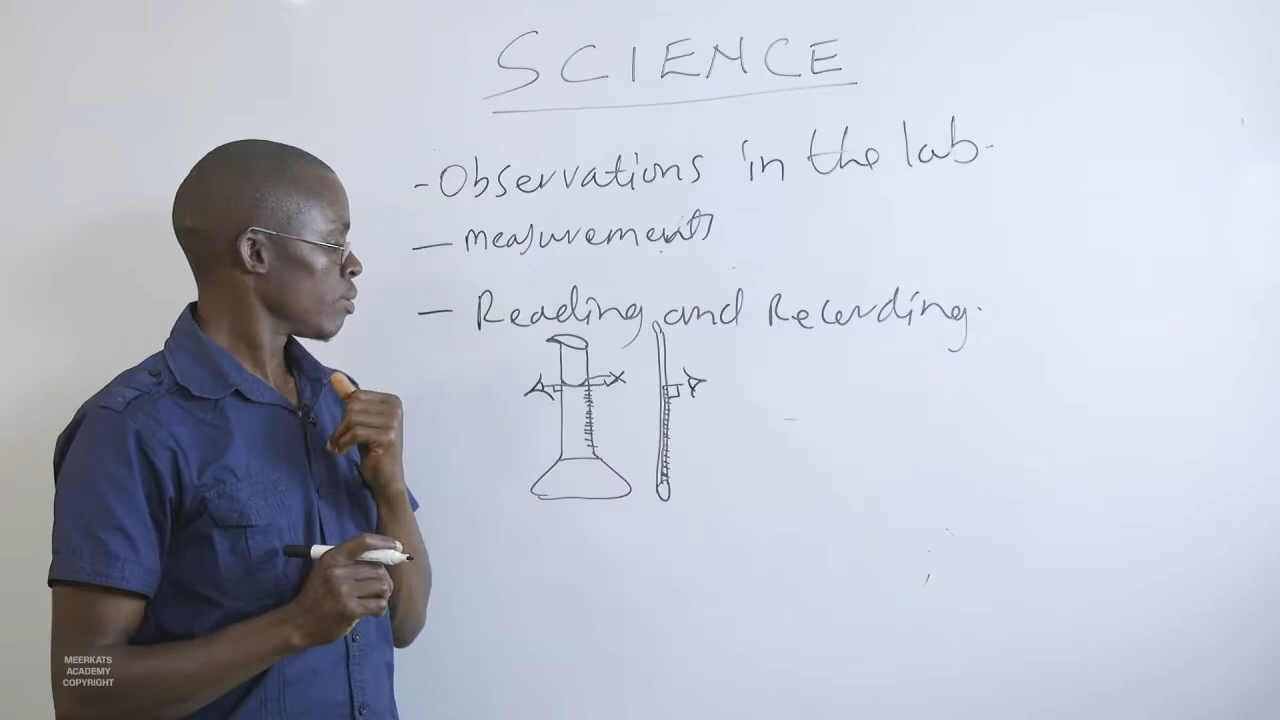 SCIENCE
- Observations in the lab.
- measurements
- Reading and Recording.
MEERKATS
ACADEMY
COPYRIGHT